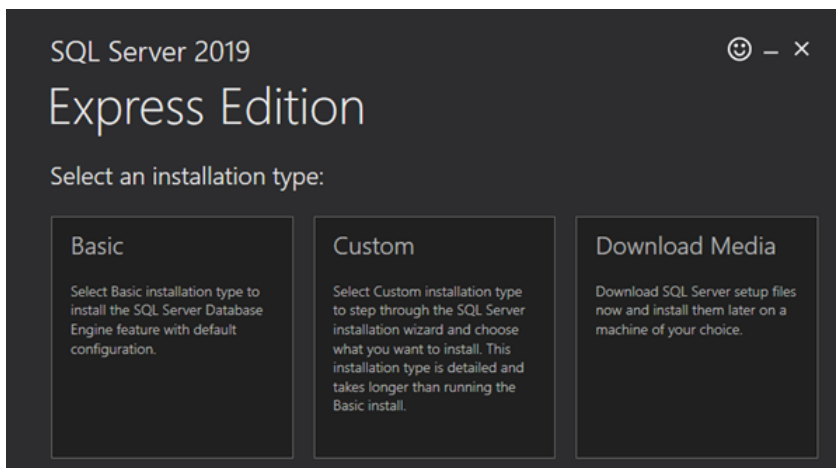 SQL Server 2019
Express Edition
Select an installation type:
Basic
Select Basic installation type to
install the SQL Server Database
Engine feature with default
configuration.
Custom
Select Custom installation type
to step through the SQL Server
installation wizard and choose
what you want to install. This
installation type is detailed and
takes longer than running the
Basic install.
Download Media
Download SQL Server setup files
now and install them later on a
machine of your choice.